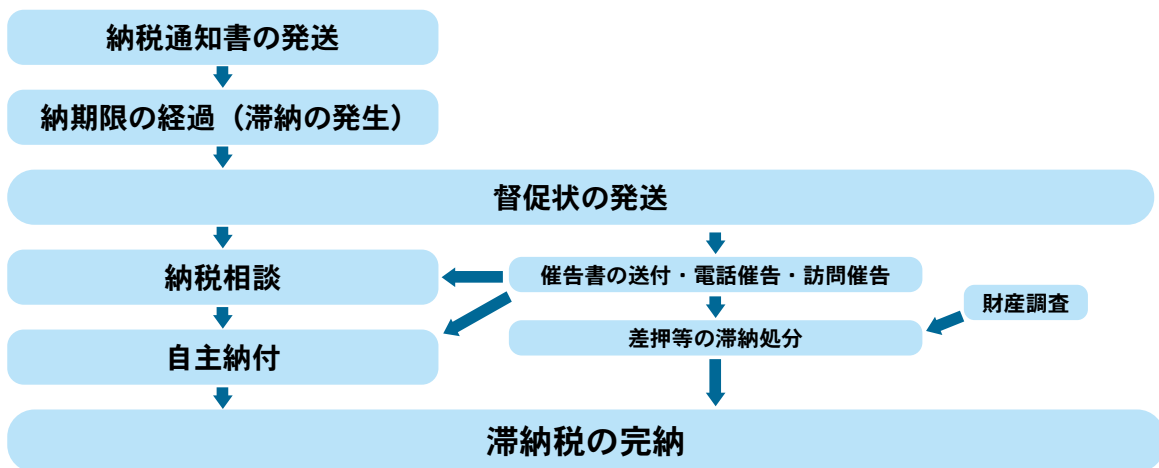 納税通知書の発送
納期限の経過（滞納の発生）
督促状の発送
納税相談
催告書の送付・電話催告・訪問催告
財産調査
差押等の滞納処分
自主納付
滞納税の完納